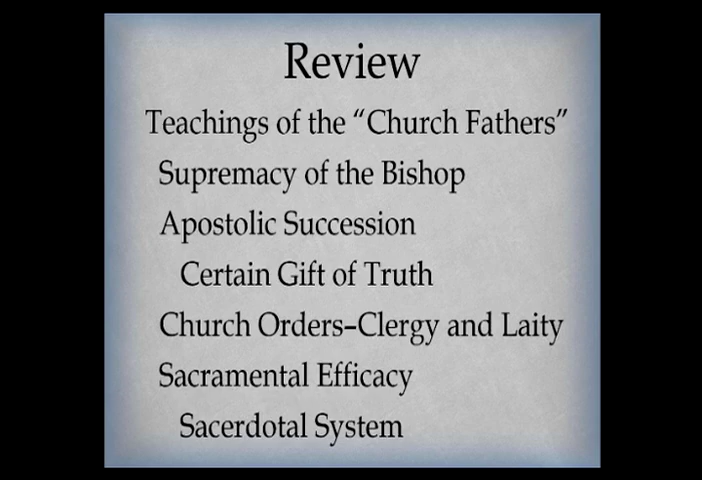 Review
Teachings of the “Church Fathers”
Supremacy of the Bishop
Apostolic Succession
Certain Gift of Truth
Church Orders–Clergy and Laity
Sacramental Efficacy
Sacerdotal System